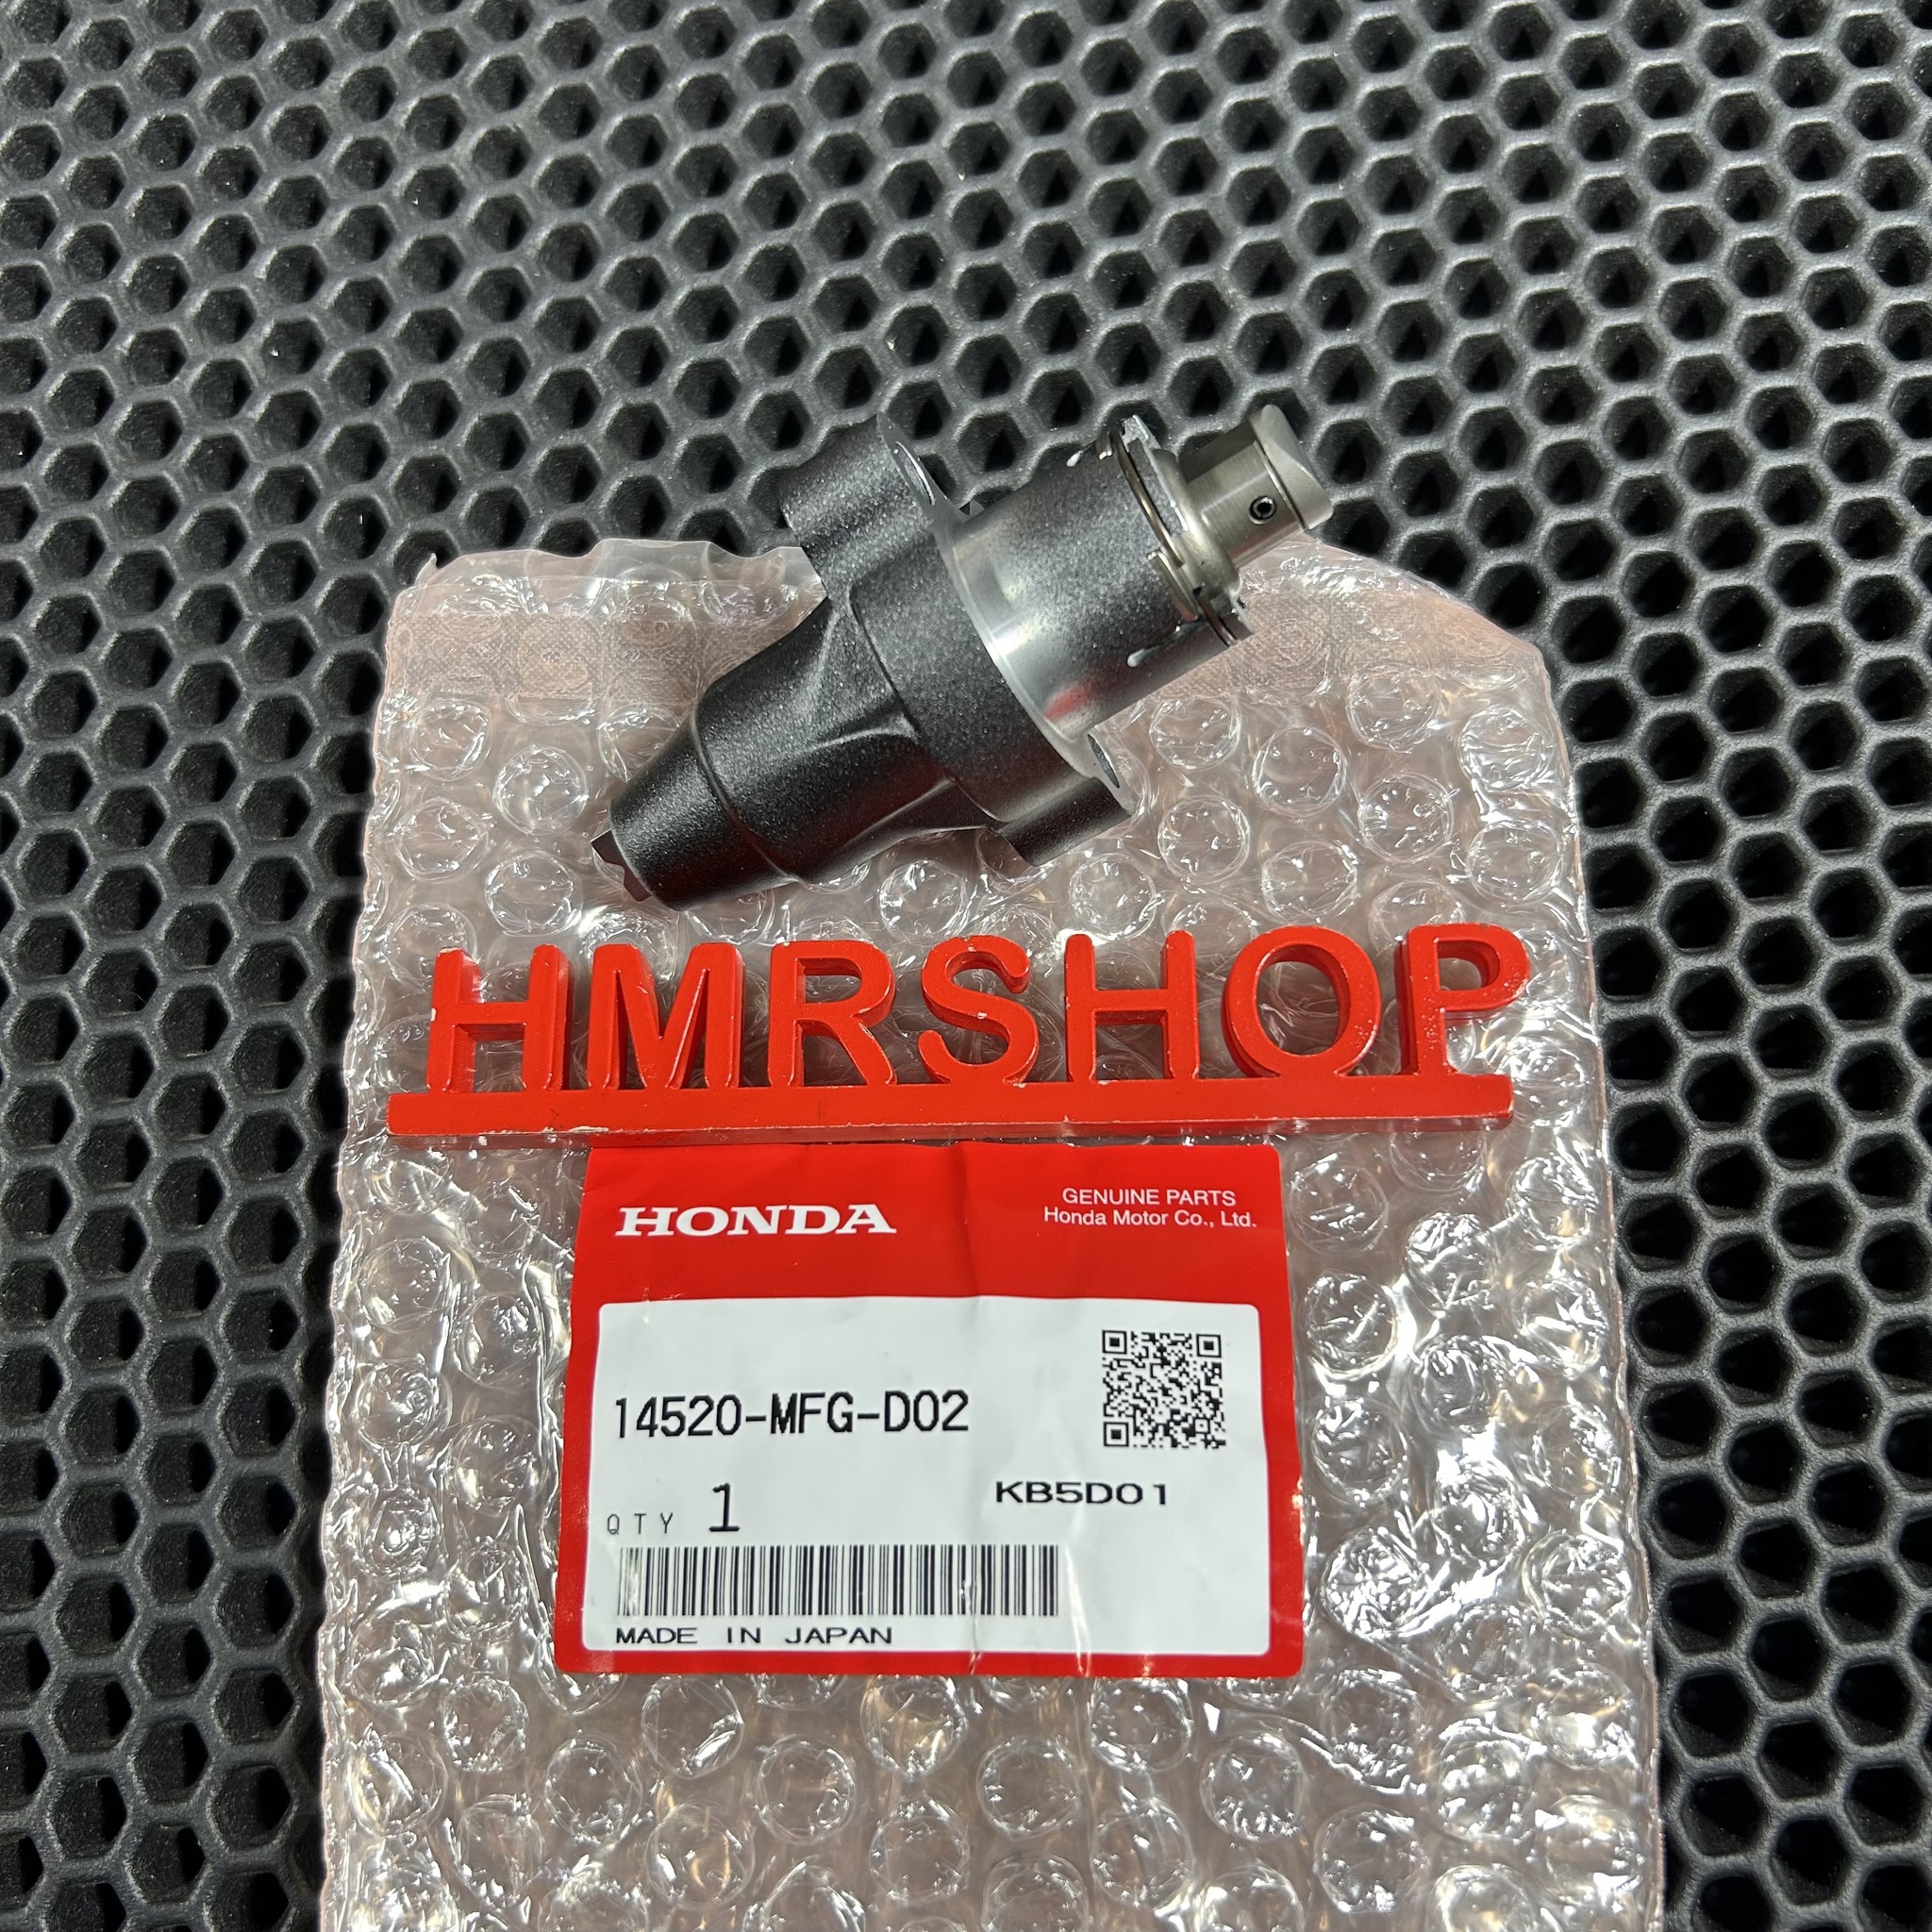 HMRSHOP
HONDA
GENUINE PARTS
Honda Motor Co., Ltd.
14520-MFG-D02
QTY 1
KB5D01
MADE IN JAPAN